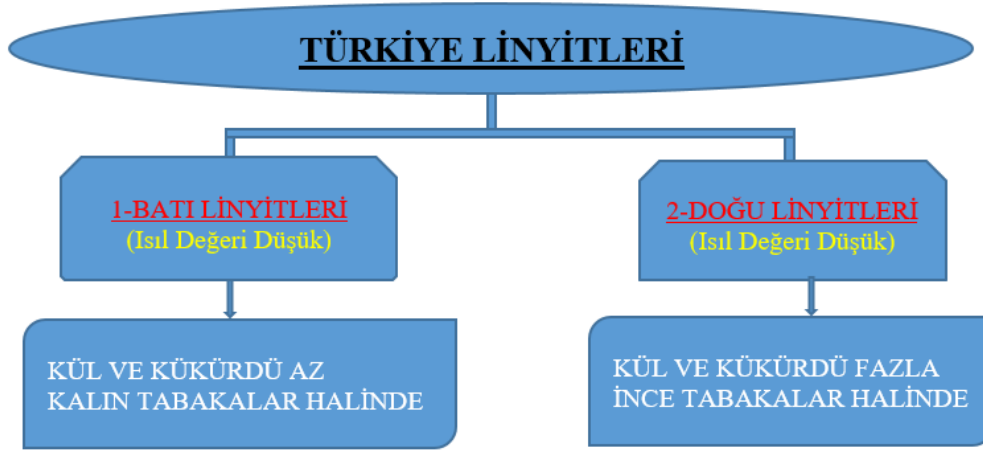 TÜRKİYE LİNYİTLERİ
1-BATI LİNYİTLERİ
(Isıl Değeri Düşük)
KÜL VE KÜKÜRDÜ AZ
KALIN TABAKALAR HALİNDE
2-DOĞU LİNYİTLERİ
(Isıl Değeri Düşük)
KÜL VE KÜKÜRDÜ FAZLA
İNCE TABAKALAR HALİNDE